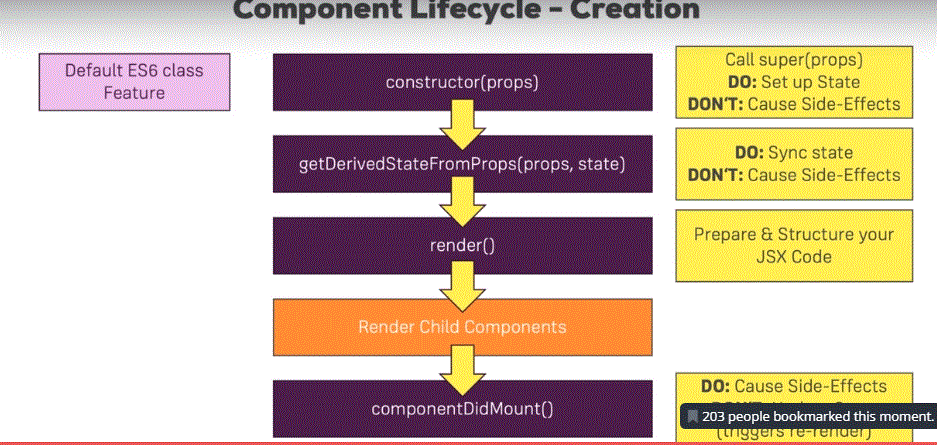 Component Lifecycle – Creation
Default ES6 class
Feature
constructor(props)
Call super(props)
DO: Set up State
DON'T: Cause Side-Effects
getDerivedStateFromProps(props, state)
DO: Sync state
DON'T: Cause Side-Effects
render()
Prepare & Structure your
JSX Code
Render Child Components
componentDidMount()
DO: Cause Side-Effects
203 people bookmarked this moment.
(triggers re-render)